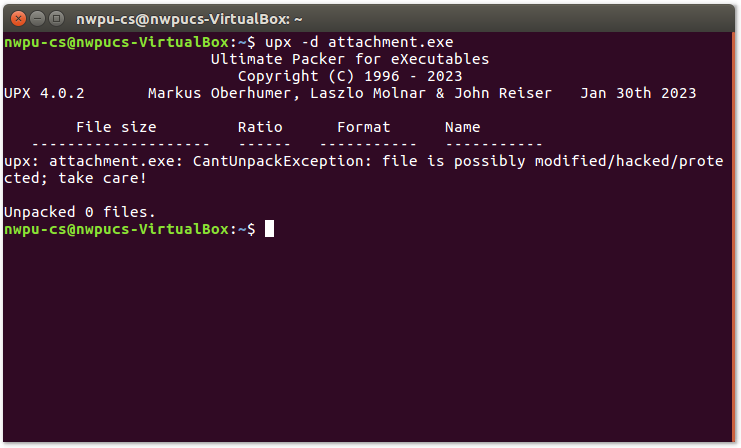 nwpu-cs@nwpucs-VirtualBox: ~
nwpu-cs@nwpucs-VirtualBox:~$ upx -d attachment.exe
Ultimate Packer for eXecutables
Copyright (C) 1996 - 2023
UPX 4.0.2       Markus Oberhumer, Laszlo Molnar & John Reiser   Jan 30th 2023
File size         Ratio      Format      Name
--------------------   ------   -----------   -----------
upx: attachment.exe: CantUnpackException: file is possibly modified/hacked/prote
cted; take care!
Unpacked 0 files.
nwpu-cs@nwpucs-VirtualBox:~$